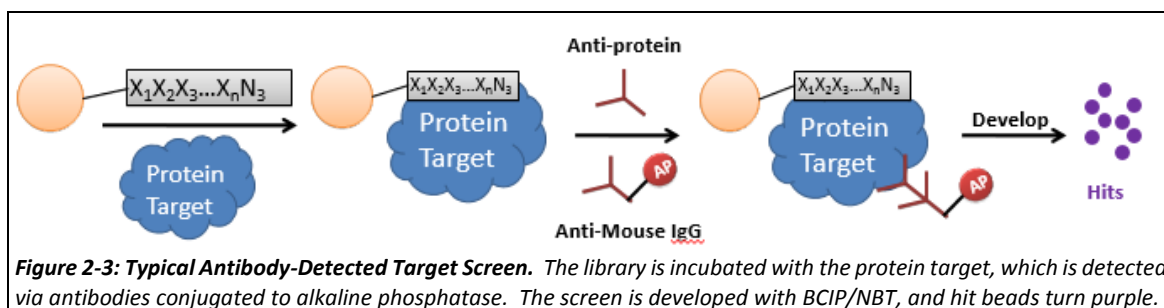 Anti-protein
X1X2X3...XnN3
X1X2X3...XnN3
X1X2X3...XnN3
Protein
Target
Protein
Target
Protein
Target
Develop
AP
AP
Hits
Anti-Mouse IgG
Figure 2-3: Typical Antibody-Detected Target Screen. The library is incubated with the protein target, which is detected
via antibodies conjugated to alkaline phosphatase. The screen is developed with BCIP/NBT, and hit beads turn purple.